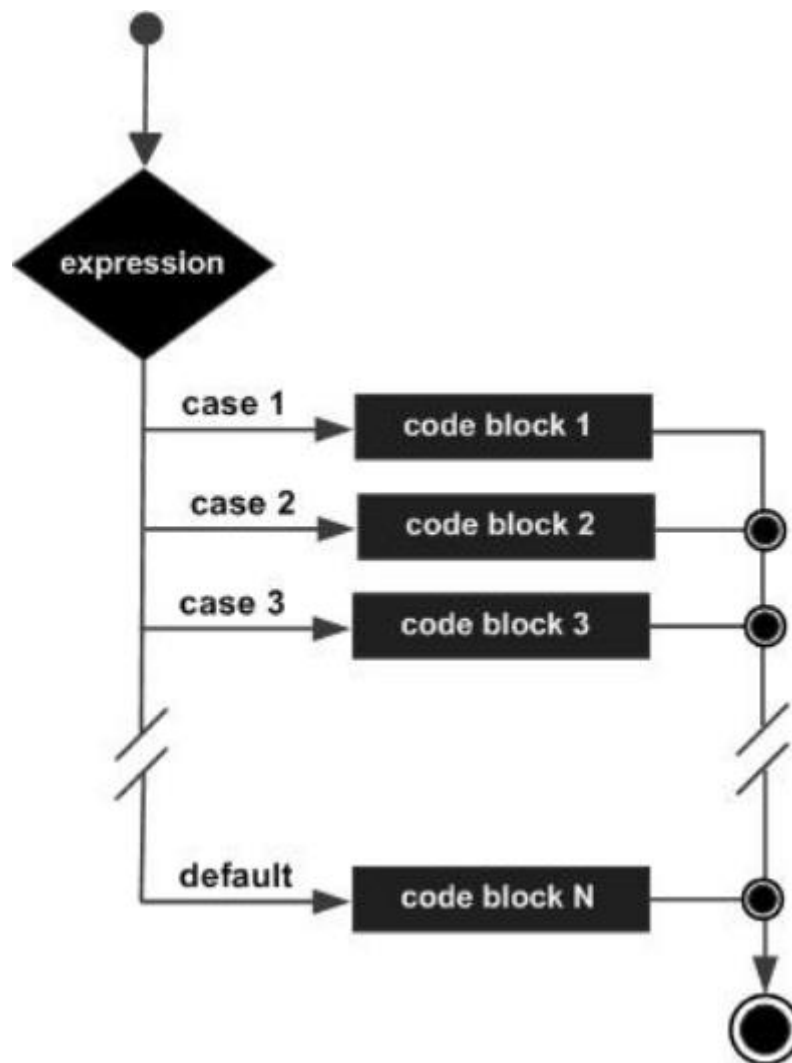 expression
case 1
code block 1
case 2
code block 2
case 3
code block 3
default
code block N